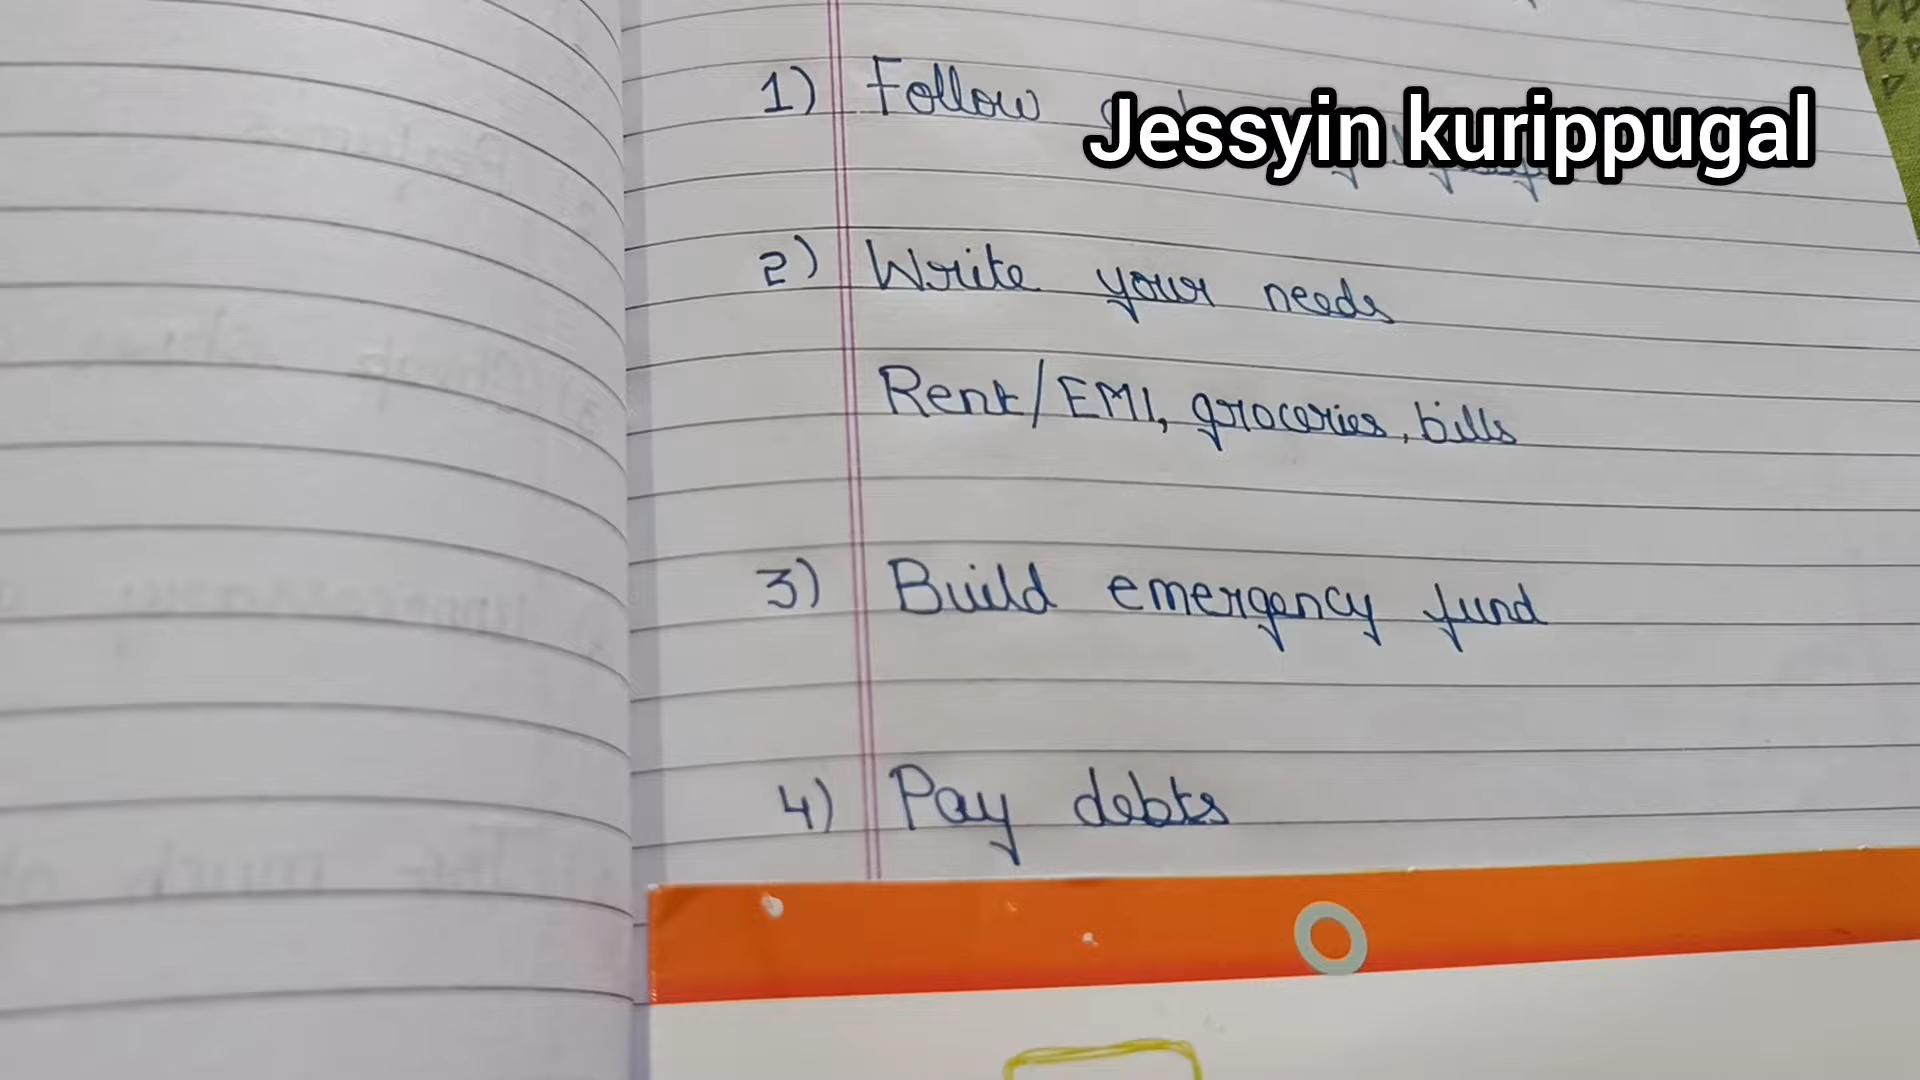 Jessyin kurippugal
1) Follow
2) Write your needs
Rent/EMI, groceries, bills
3) Build emergency fund
4) Pay debts